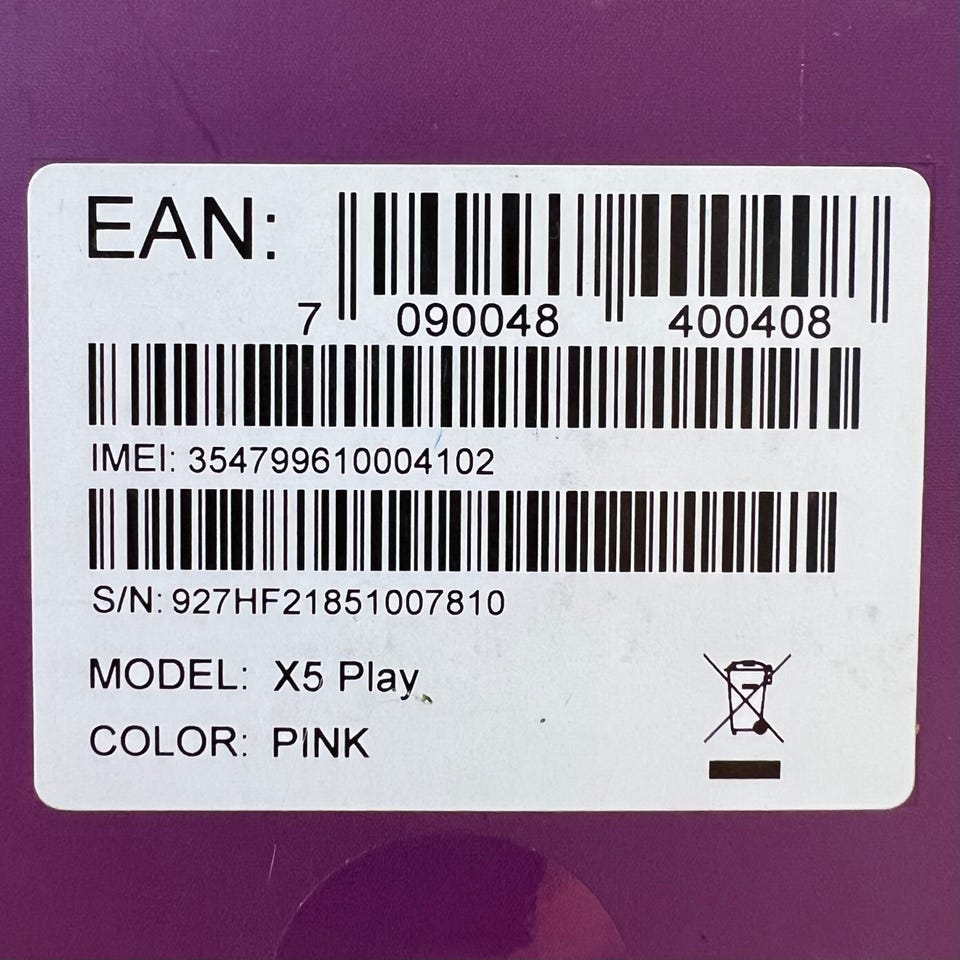 EAN:
7 090048 400408
IMEI: 354799610004102
S/N: 927HF21851007810
MODEL: X5 Play
COLOR: PINK